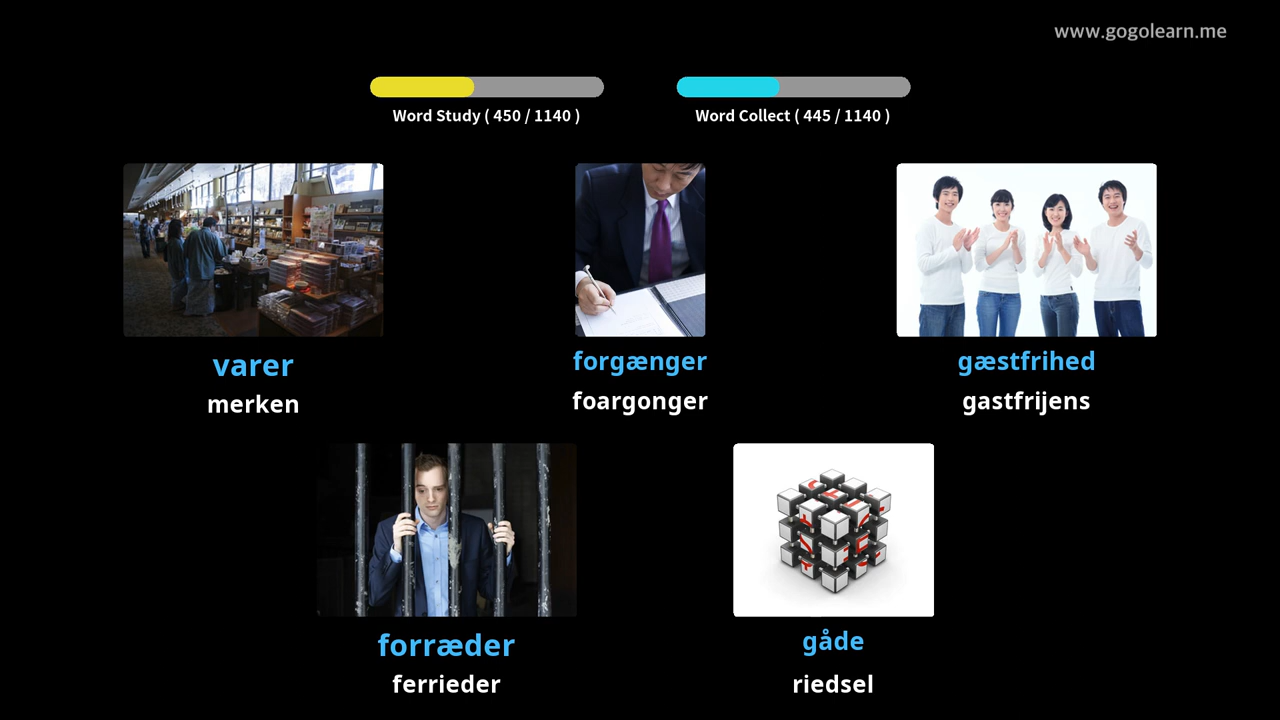 www.gogolearn.me
Word Study ( 450 / 1140 )
Word Collect ( 445 / 1140 )
varer
merken
forgænger
foargonger
gæstfrihed
gastfrijens
forræder
ferrieder
gåde
riedsel